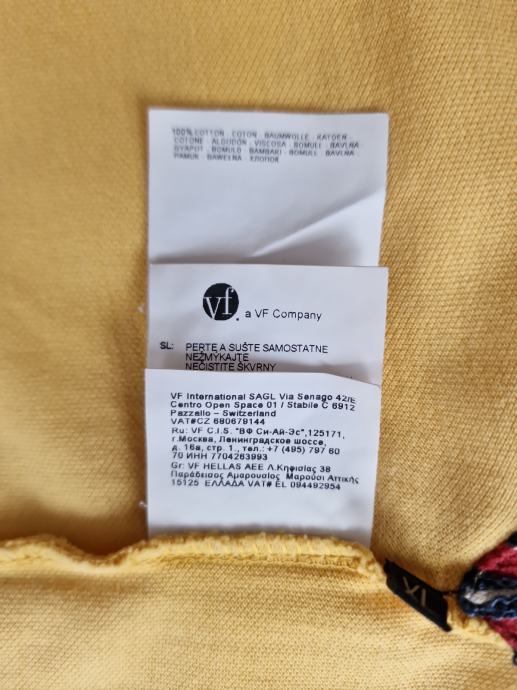 100% COTTON - COTON - BAUMWOLLE - KATOEN -
COTONE - ALGODÓN - VISCOSA - BOMULL - BAVLNA -
BOMULD - BAMBAKI - BOMULL - BAVLNA -
PAMUK - BAWEŁNA - ХЛОПОК
vf. a VF Company
SL: PERTE A SUŠTE SAMOSTATNE
NEŽMÝKAJTE
NEČISTITE ŠKVRNY
VF International SAGL Via Senago 42/E
Centro Open Space 01 / Stabile C 6912
Pazzallo – Switzerland
VAT#CZ 680679144
Ru: VF C.I.S. "ВФ Си-Ай-Эс",125171,
г.Москва, Ленинградское шоссе,
д. 16а, стр. 1., тел.: +7 (495) 797 60
70 ИНН 7704263993
Gr: VF HELLAS AEE Λ.Κηφισίας 38
Παράδεισος Αμαρουσίος Μαρούσι Αττικής
15125 ΕΛΛΑΔΑ VAT# EL 094492954
XL